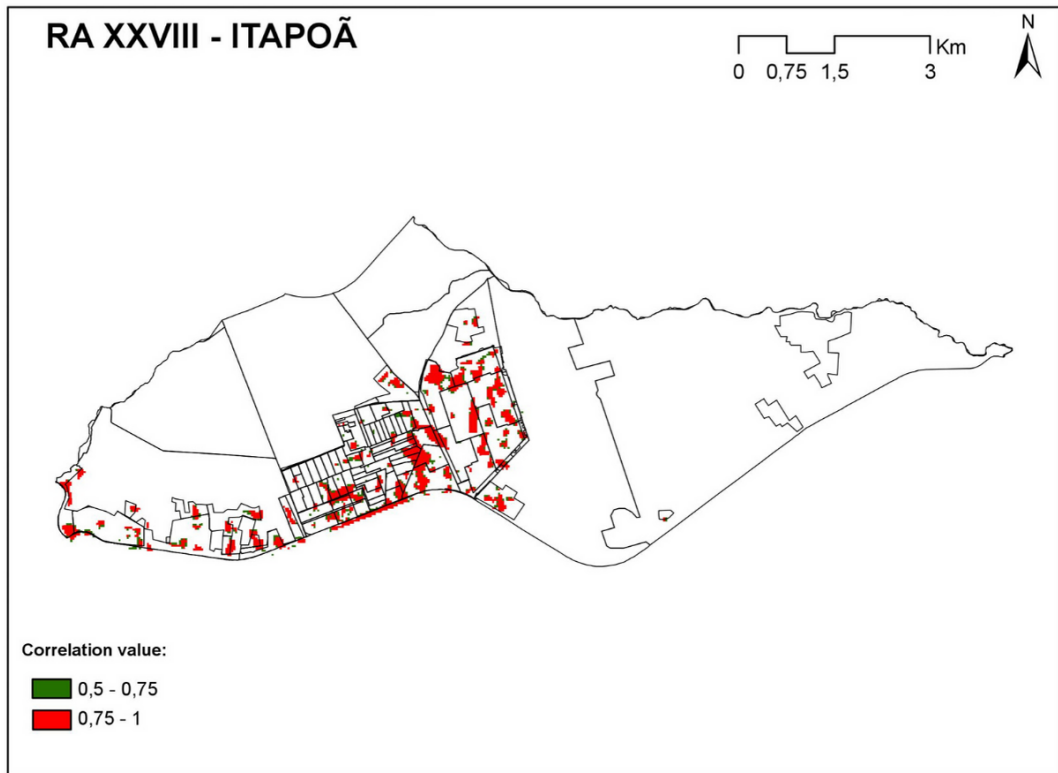 RA XXVIII - ITAPOÃ
N
Km
0 0,75 1,5 3
Correlation value:
0,5 - 0,75
0,75 - 1